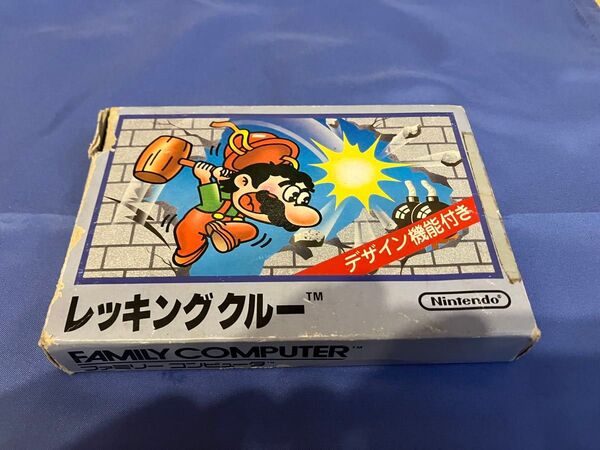 デザイン機能付き
レッキングクルー™
Nintendo
FAMILY COMPUTER™
ファミリー コンピュータ